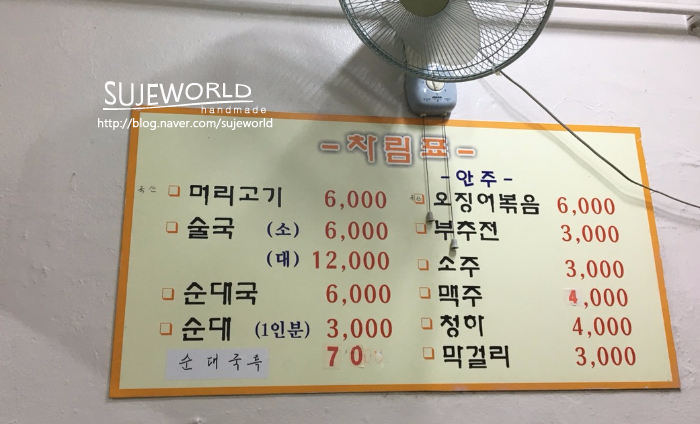 SUJEWORLD
handmade
http://blog.naver.com/sujeworld
-차림표-
머리고기 6,000
술국 (소) 6,000
(대) 12,000
순대국 6,000
순대 (1인분) 3,000
순대국특 70
-안주-
오징어볶음 6,000
부추전 3,000
소주 3,000
맥주 4,000
청하 4,000
막걸리 3,000